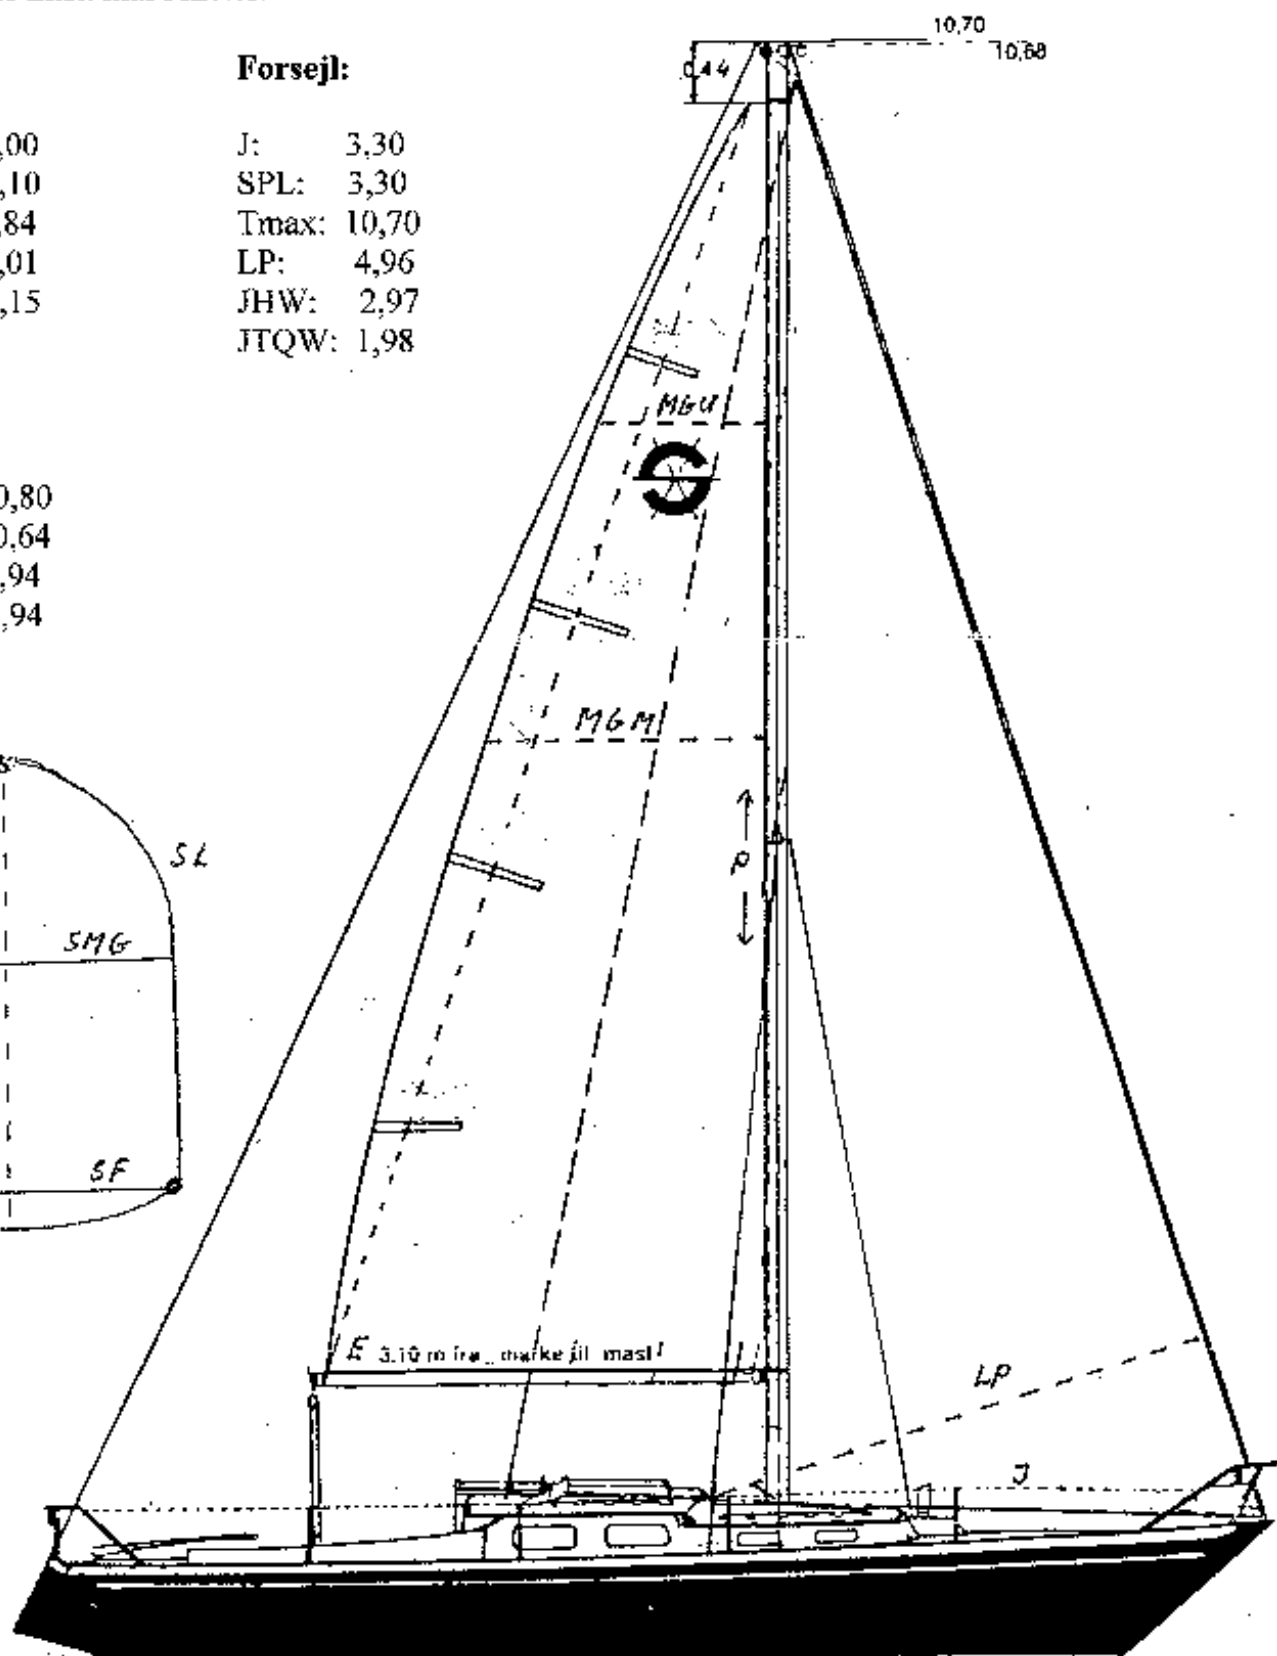 10,70
10,68
Forsejl:
0.44
,00
,10
,84
,01
,15
J: 3,30
SPL: 3,30
Tmax: 10,70
LP: 4,96
JHW: 2,97
JTQW: 1,98
MGU
0,80
0,64
,94
,94
MGM
P
SL
SMG
SF
E 3.10 m fra mærke til mast
LP
J